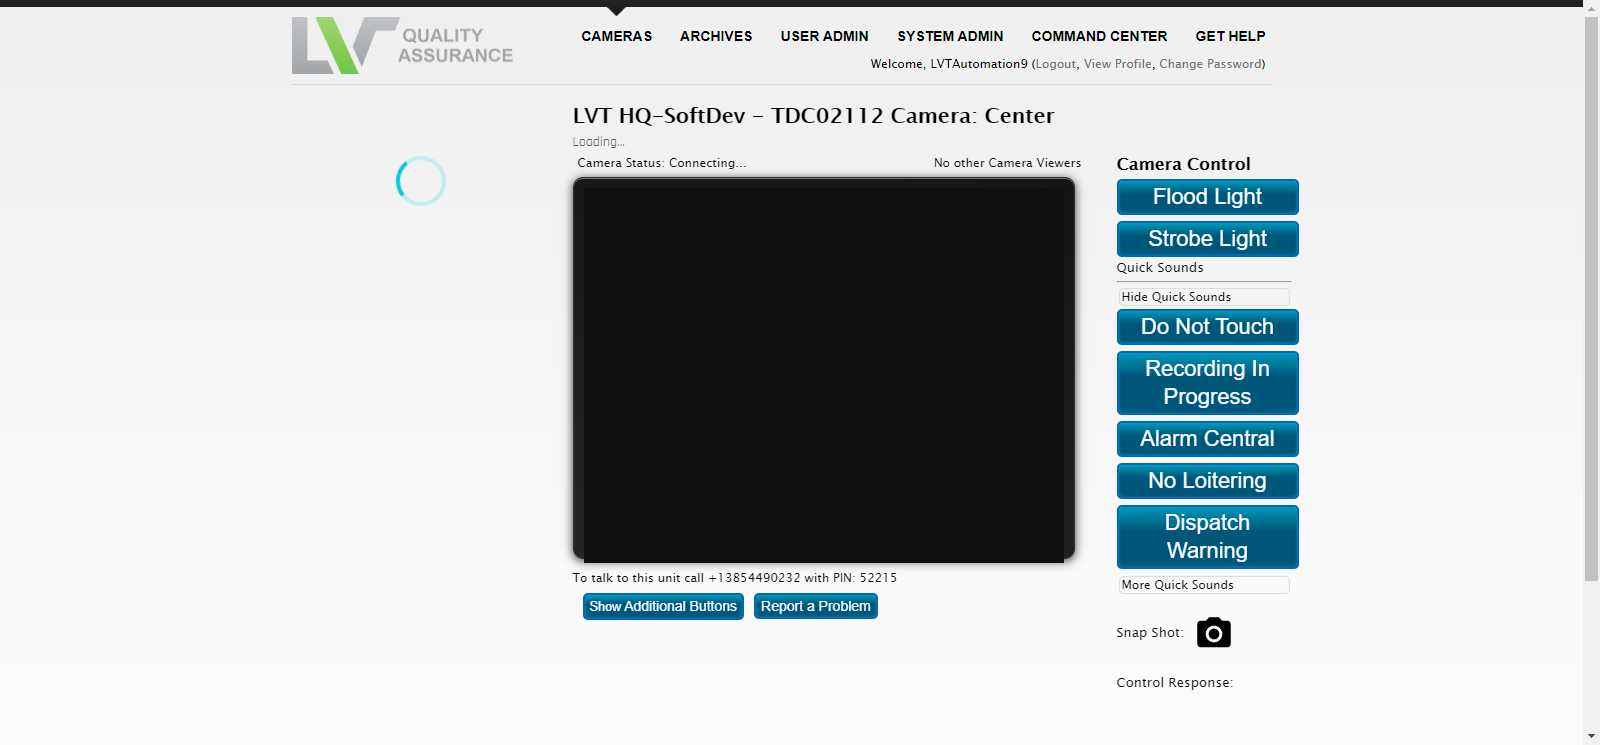 LVT QUALITY ASSURANCE
CAMERAS ARCHIVES USER ADMIN SYSTEM ADMIN COMMAND CENTER GET HELP
Welcome, LVTAutomation9 (Logout, View Profile, Change Password)
LVT HQ-SoftDev - TDC02112 Camera: Center
Loading...
Camera Status: Connecting... No other Camera Viewers
Camera Control
Flood Light
Strobe Light
Quick Sounds
Hide Quick Sounds
Do Not Touch
Recording In
Progress
Alarm Central
No Loitering
Dispatch
Warning
More Quick Sounds
To talk to this unit call +13854490232 with PIN: 52215
Show Additional Buttons Report a Problem
Snap Shot:
Control Response: